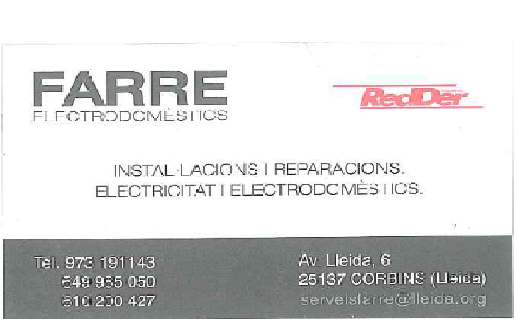 FARRE
ELECTRODOMÈSTICS
RedDer
INSTAL·LACIONS I REPARACIONS.
ELECTRICITAT I ELECTRODOMÈSTICS.
Tel. 973 191143
649 985 050
610 200 427
Av. Lleida, 6
25137 CORBINS (Lleida)
serveisfarre@lleida.org